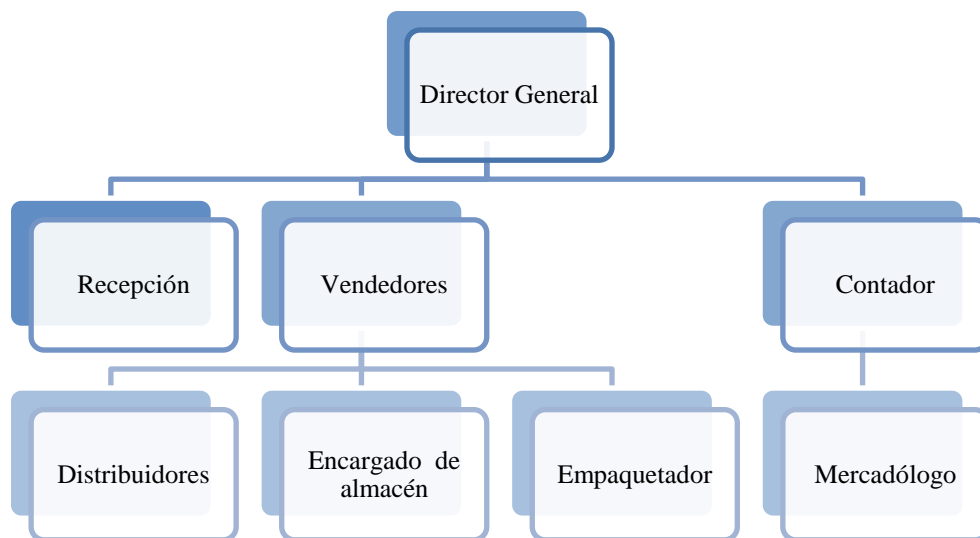 Director General
Recepción
Vendedores
Contador
Distribuidores
Encargado de
almacén
Empaquetador
Mercadólogo